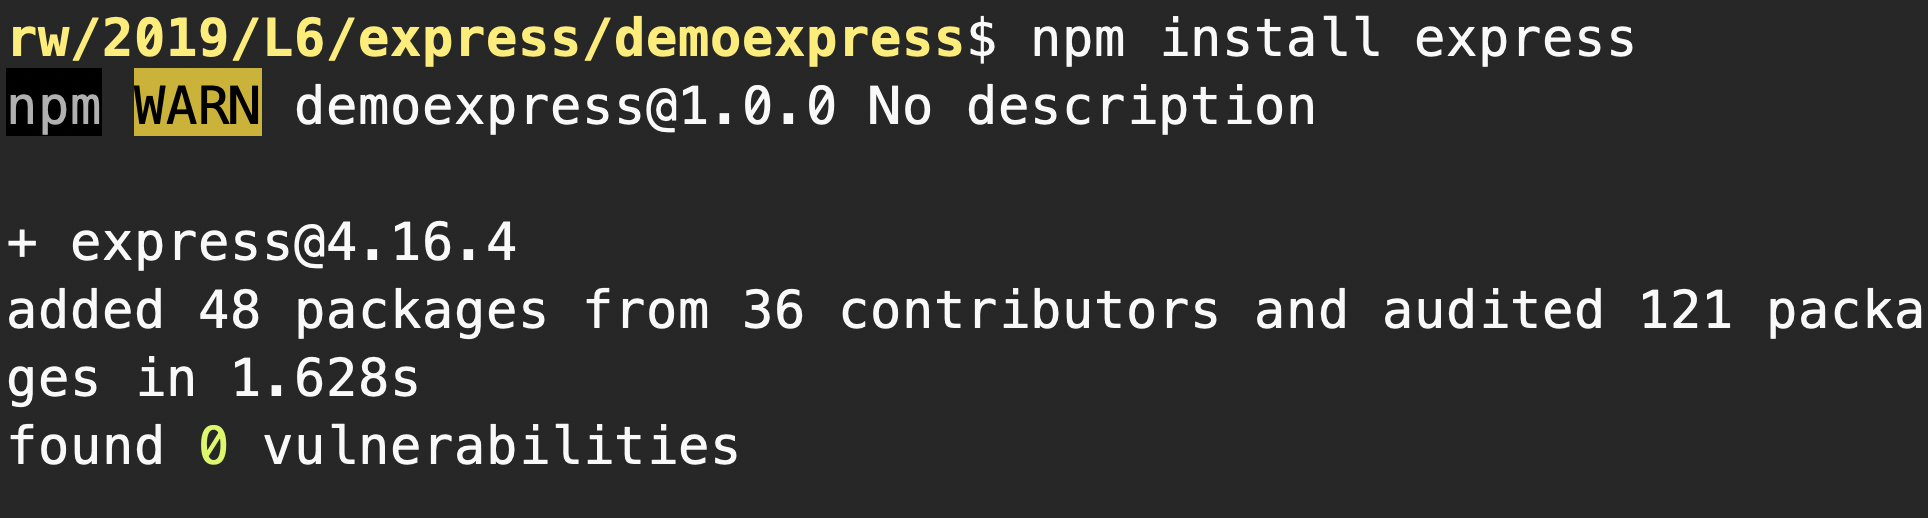 rw/2019/L6/express/demoexpress$ npm install express
npm WARN demoexpress@1.0.0 No description
+ express@4.16.4
added 48 packages from 36 contributors and audited 121 packa
ges in 1.628s
found 0 vulnerabilities